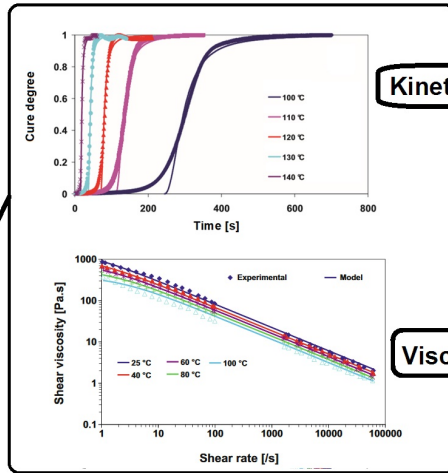 1
0.8
0.6
0.4
0.2
0
Cure degree
100 ℃
110 ℃
120 ℃
130 ℃
140 ℃
0 200 400 600 800
Time [s]
Kinet
1000
100
10
1
0.1
Shear viscosity [Pa.s]
Experimental Model
25 °C 60 °C 100 °C
40 °C 80 °C
1 10 100 1000 10000 100000
Shear rate [/s]
Visc